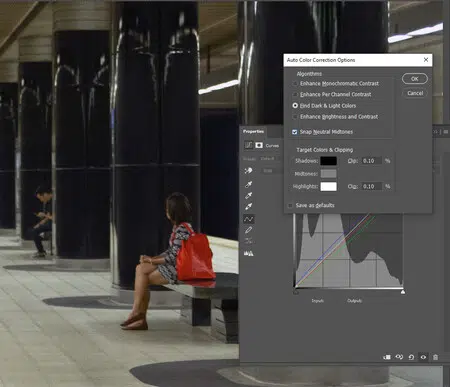 Auto Color Correction Options
Algorithms
Enhance Monochromatic Contrast
Enhance Per Channel Contrast
Find Dark & Light Colors
Enhance Brightness and Contrast
Snap Neutral Midtones
Target Colors & Clipping
Shadows: Clip: 0.10 %
Midtones:
Highlights: Clip: 0.10 %
Save as defaults
OK
Cancel
Properties
Curves
Preset:
Input:
Output: